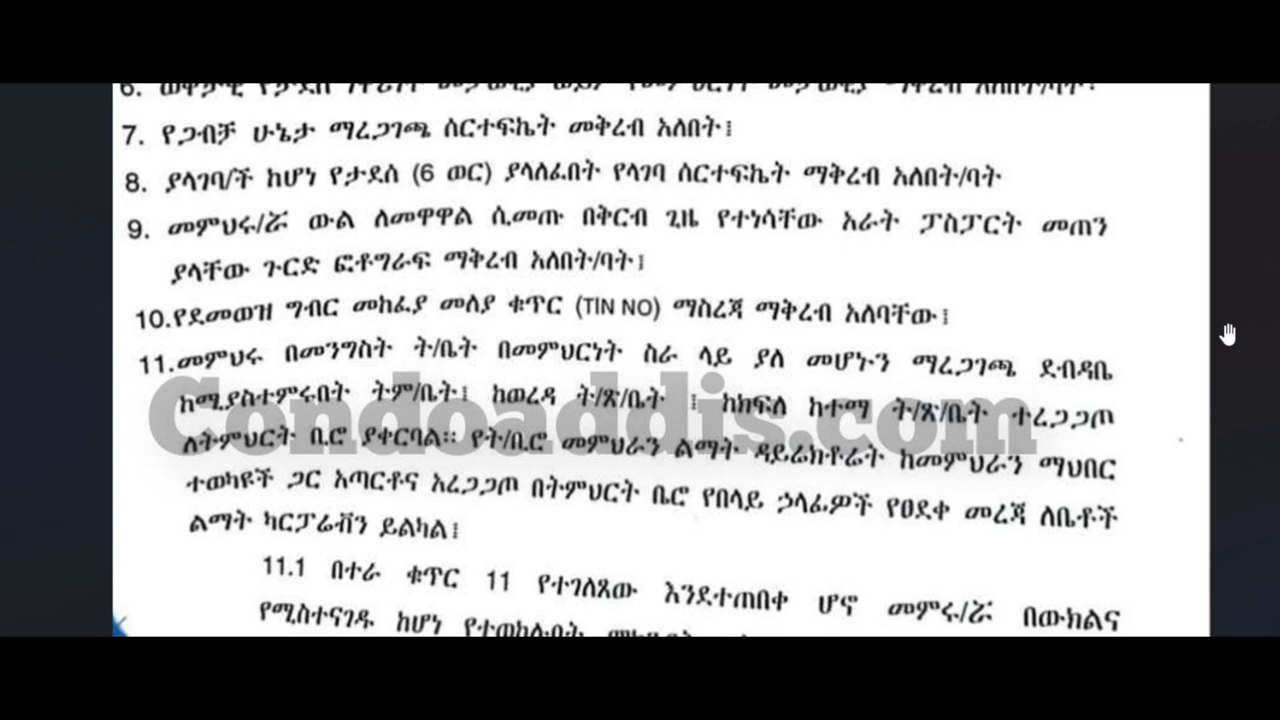 7. የጋብቻ ሁኔታ ማረጋገጫ ሰርተፍኬት መቅረብ አለበት፤
8. ያላገባ/ች ከሆነ የታደሰ (6 ወር) ያላለፈበት የላገባ ሰርተፍኬት ማቅረብ አለበት/ባት
9. መምህሩ/ሯ ውል ለመዋዋል ሲመጡ በቅርብ ጊዜ የተነሳቸው አራት ፓስፓርት መጠን
ያላቸው ጉርድ ፎቶግራፍ ማቅረብ አለበት/ባት፤
10.የደመወዝ ግብር መክፈያ መለያ ቁጥር (TIN NO) ማስረጃ ማቅረብ አለባቸው፤
11.መምህሩ በመንግስት ት/ቤት በመምህርነት ስራ ላይ ያለ መሆኑን ማረጋገጫ ደብዳቤ
ከሚያስተምሩበት ትም/ቤት፤ ከወረዳ ት/ጽ/ቤት ፤ ከክፍለ ከተማ ት/ጽ/ቤት ተረጋጋጦ
Condoaddis.com
ለትምህርት ቢሮ ያቀርባል። የት/ቢሮ መምህራን ልማት ዳይሬክቶሬት ከመምህራን ማህበር
ተወካዮች ጋር አጣርቶና አረጋጋጦ በትምህርት ቤሮ የበላይ ኃላፊዎች የፀደቀ መረጃ ለቤቶች
ልማት ካርፓሬቭን ይልካል፤
11.1 በተራ ቁጥር 11 የተገለጸው እንደተጠበቀ ሆኖ መምሩ/ሯ በውክልና
የሚስተናገዱ ከሆነ